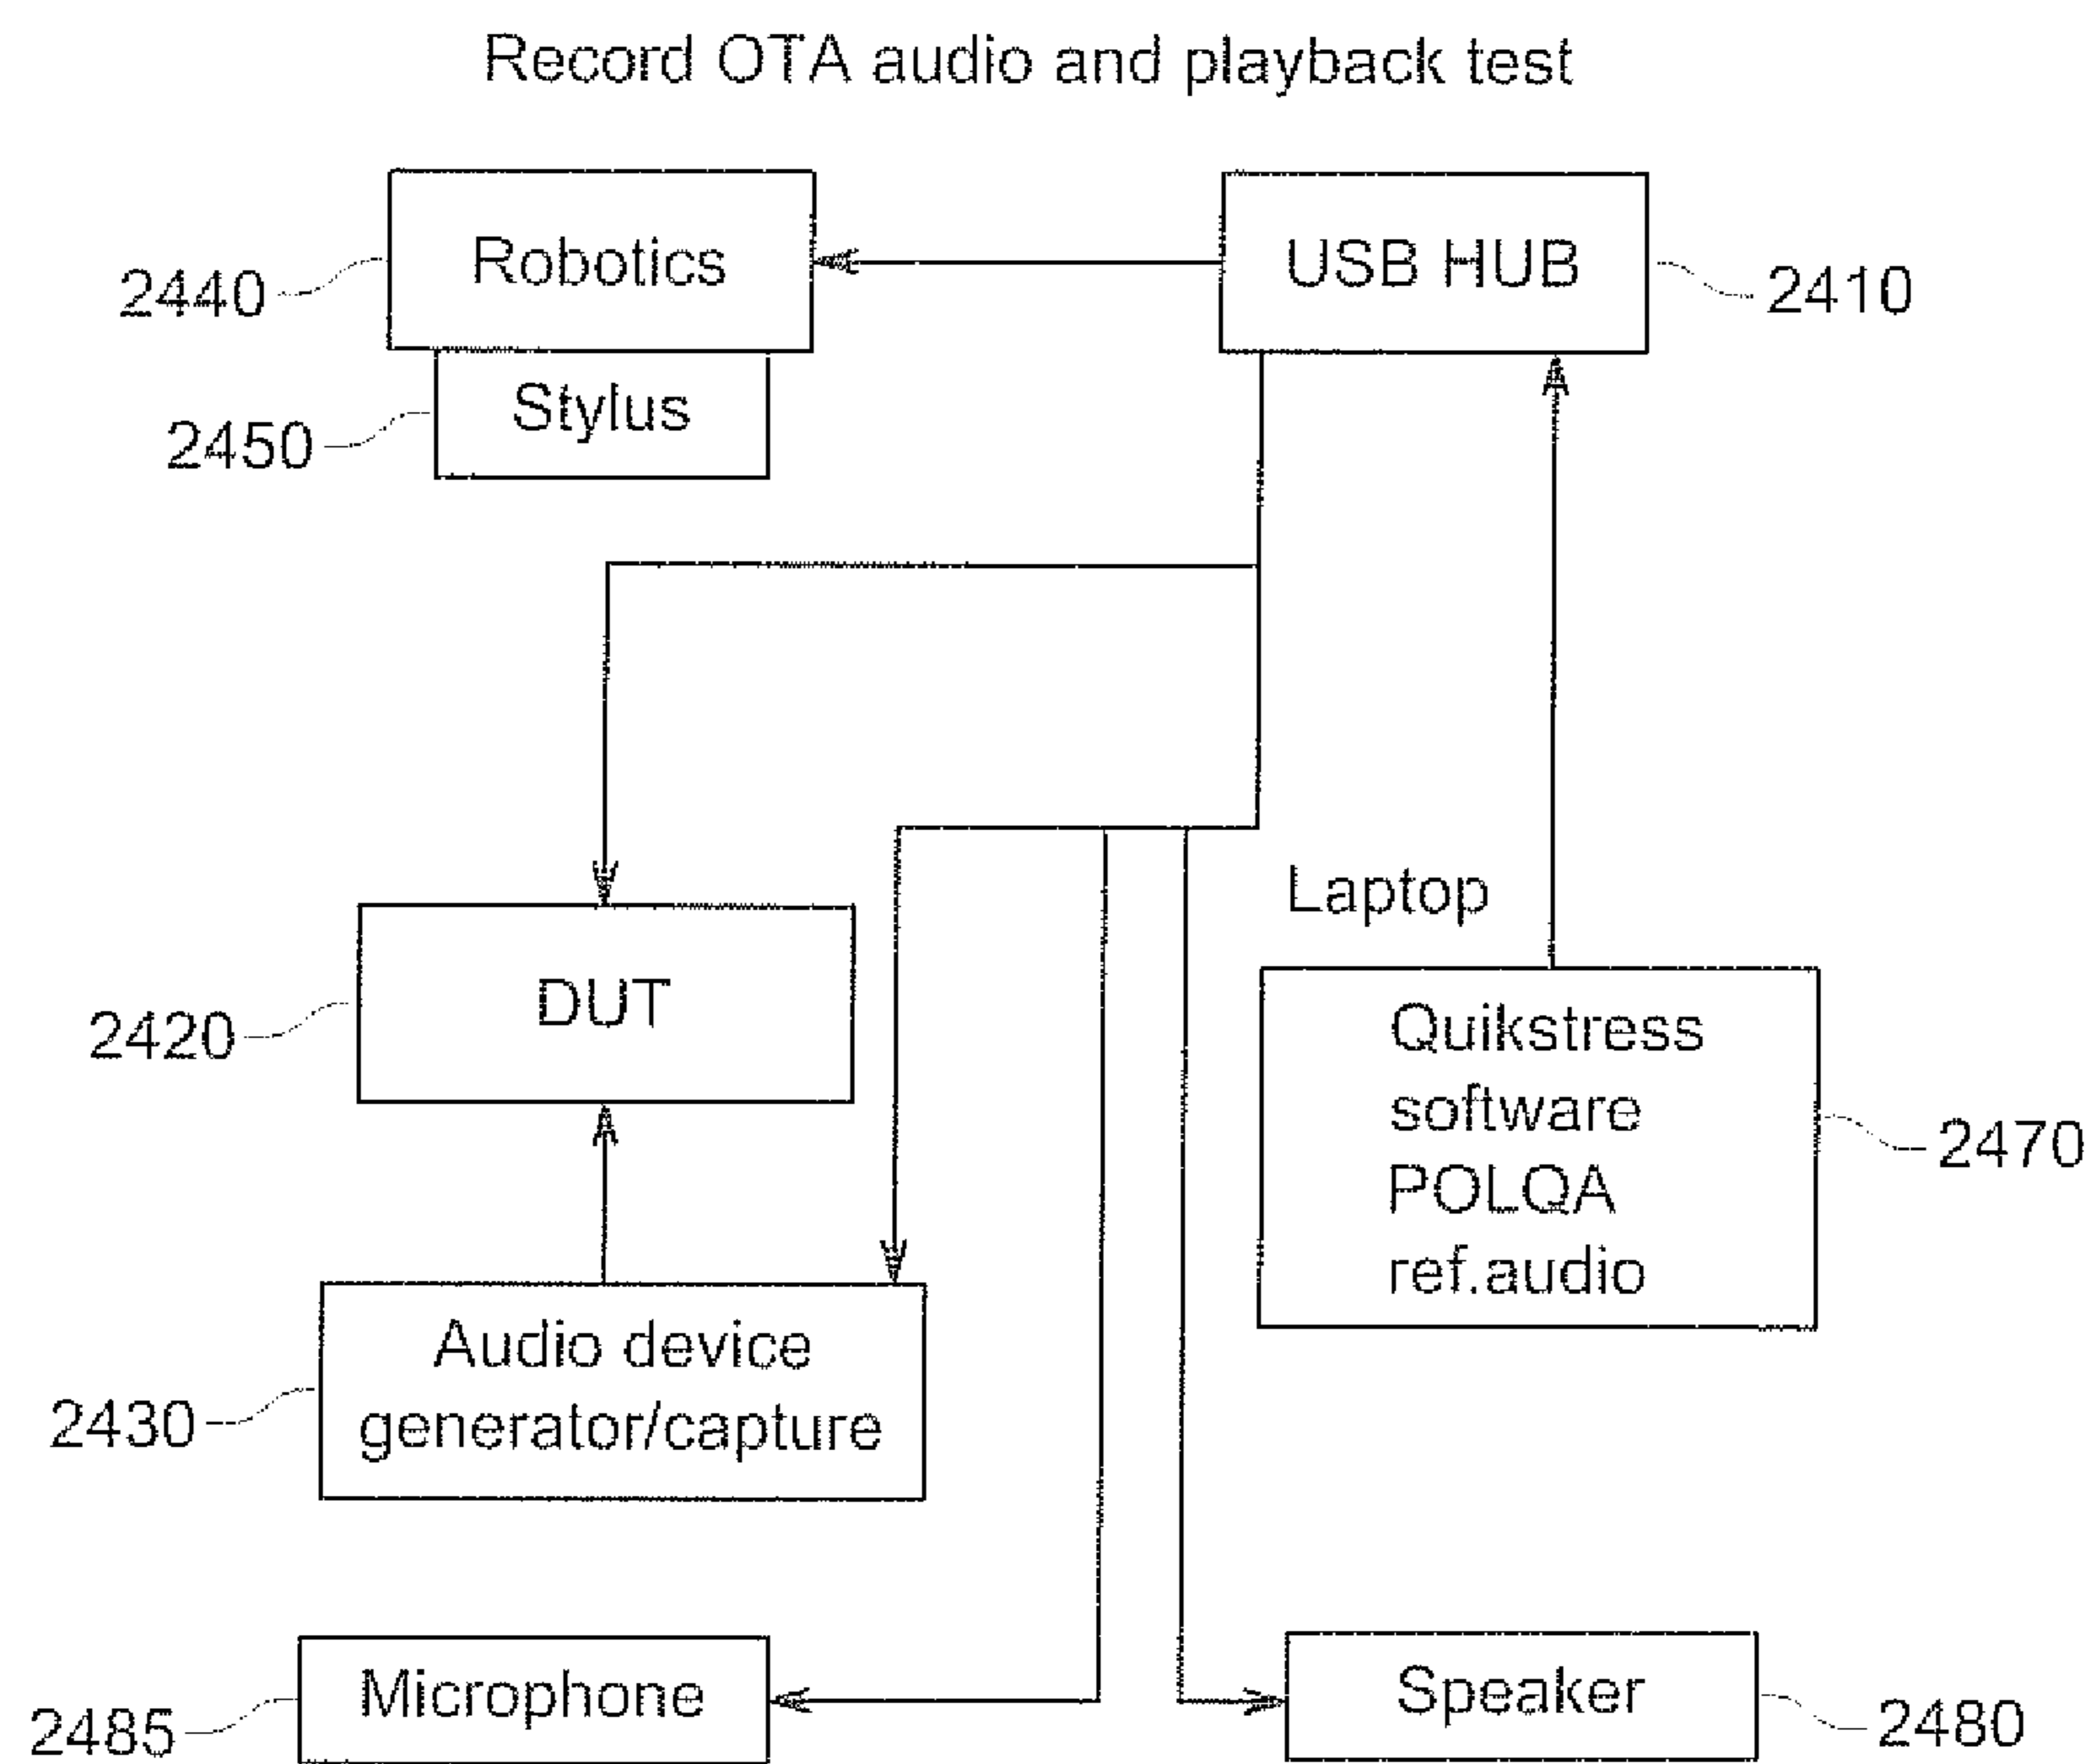 Record OTA audio and playback test
Robotics
USB HUB
2440
2410
Stylus
2450
Laptop
DUT
2420
Quikstress
software
POLQA
ref.audio
2470
Audio device
generator/capture
2430
Microphone
2485
Speaker
2480